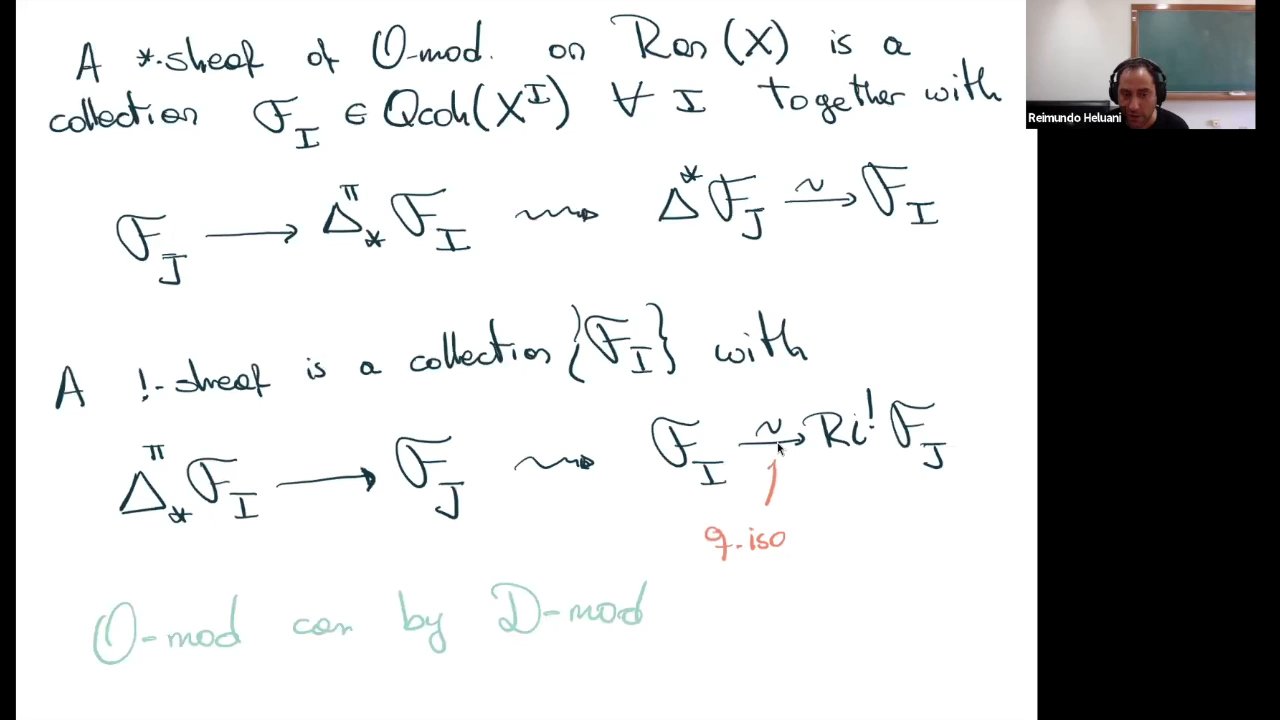 A *-sheaf of O-mod. on Ran(X) is a
collection F_I ∈ Qcoh(X^I) ∀ I together with
F_J → Δ^π_* F_I ⇝ Δ^* F_J →~ F_I
A !-sheaf is a collection {F_I} with
Δ^π_* F_I → F_J ⇝ F_I →~ Ri^! F_J
q.iso
O-mod can by D-mod
Reimundo Heluani